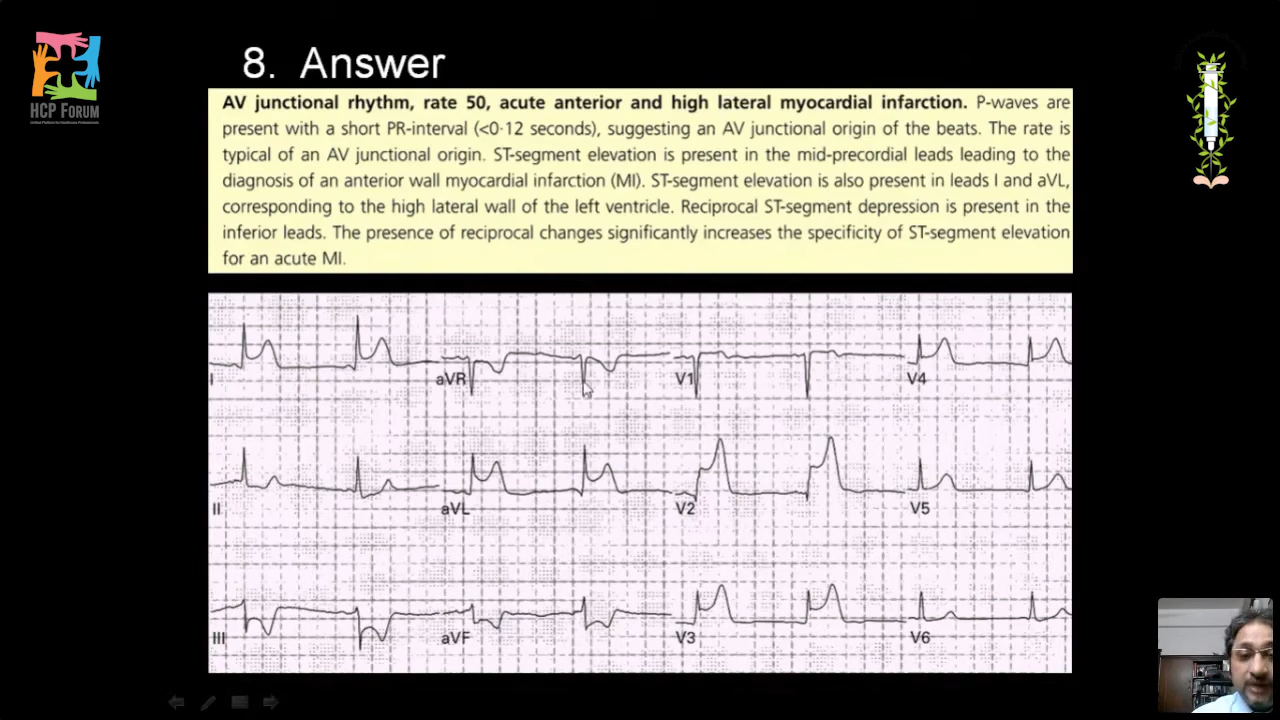 HCP FORUM
8. Answer
AV junctional rhythm, rate 50, acute anterior and high lateral myocardial infarction. P-waves are
present with a short PR-interval (<0·12 seconds), suggesting an AV junctional origin of the beats. The rate is
typical of an AV junctional origin. ST-segment elevation is present in the mid-precordial leads leading to the
diagnosis of an anterior wall myocardial infarction (MI). ST-segment elevation is also present in leads I and aVL,
corresponding to the high lateral wall of the left ventricle. Reciprocal ST-segment depression is present in the
inferior leads. The presence of reciprocal changes significantly increases the specificity of ST-segment elevation
for an acute MI.
I aVR V1 V4
II aVL V2 V5
III aVF V3 V6